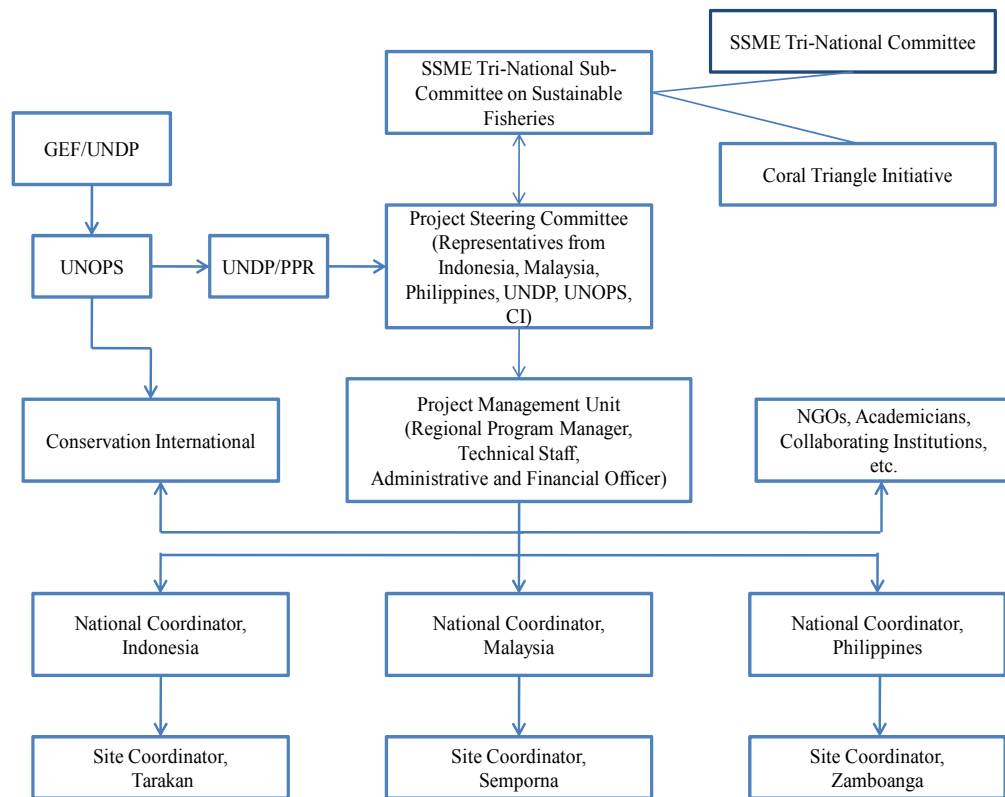 SSME Tri-National Committee
SSME Tri-National Sub-
Committee on Sustainable
Fisheries
GEF/UNDP
Coral Triangle Initiative
UNOPS
UNDP/PPR
Project Steering Committee
(Representatives from
Indonesia, Malaysia,
Philippines, UNDP, UNOPS,
CI)
Conservation International
Project Management Unit
(Regional Program Manager,
Technical Staff,
Administrative and Financial Officer)
NGOs, Academicians,
Collaborating Institutions,
etc.
National Coordinator,
Indonesia
National Coordinator,
Malaysia
National Coordinator,
Philippines
Site Coordinator,
Tarakan
Site Coordinator,
Semporna
Site Coordinator,
Zamboanga